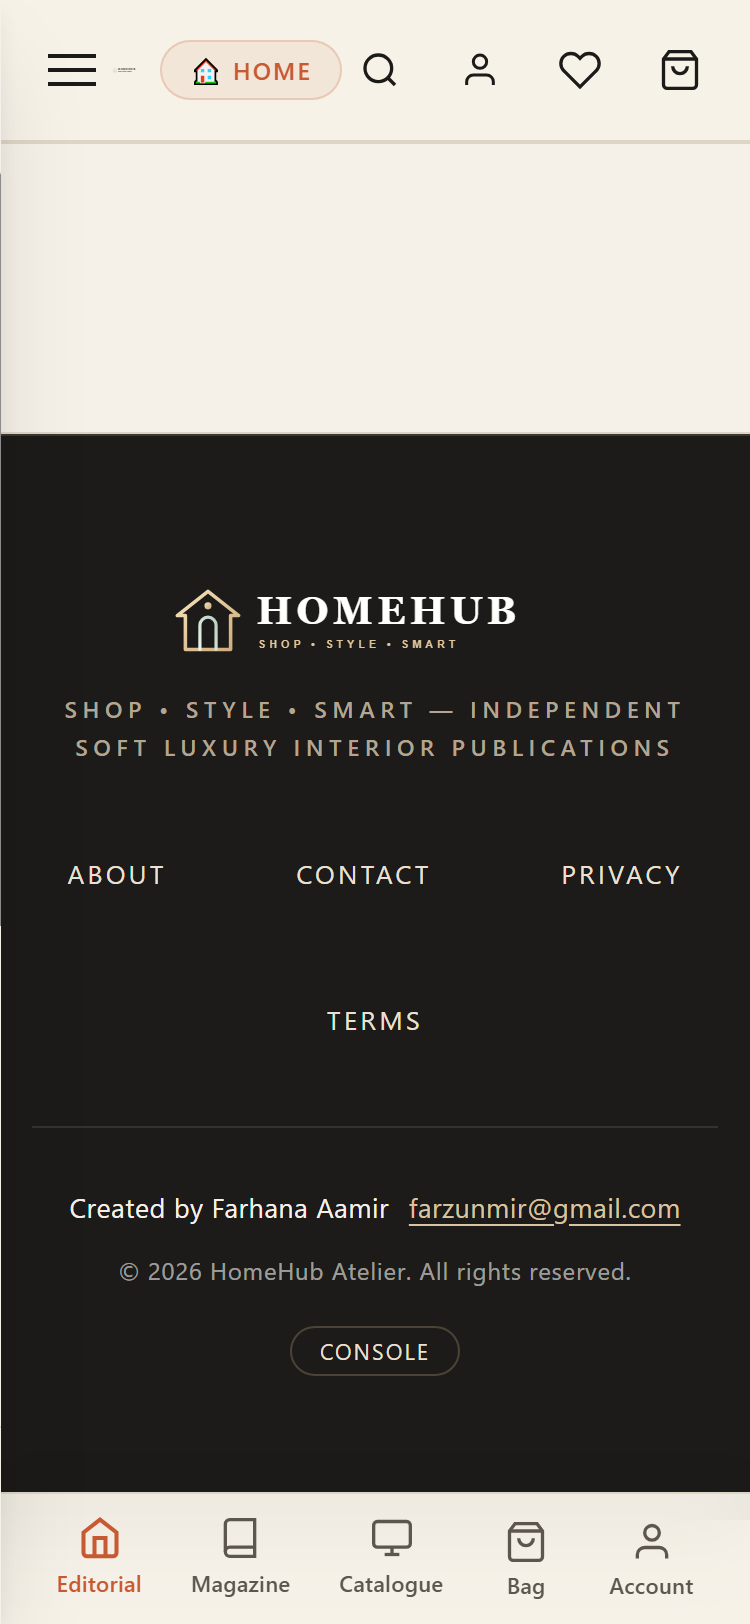 HOME
HOMEHUB
SHOP • STYLE • SMART
SHOP • STYLE • SMART — INDEPENDENT
SOFT LUXURY INTERIOR PUBLICATIONS
ABOUT CONTACT PRIVACY
TERMS
Created by Farhana Aamir farzunmir@gmail.com
© 2026 HomeHub Atelier. All rights reserved.
CONSOLE
Editorial Magazine Catalogue Bag Account